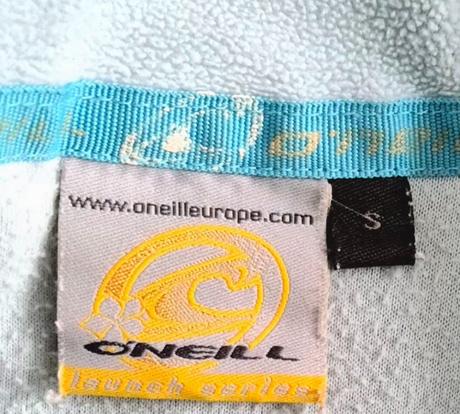 O'NEILL
www.oneilleurope.com
S
O'NEILL
launch series